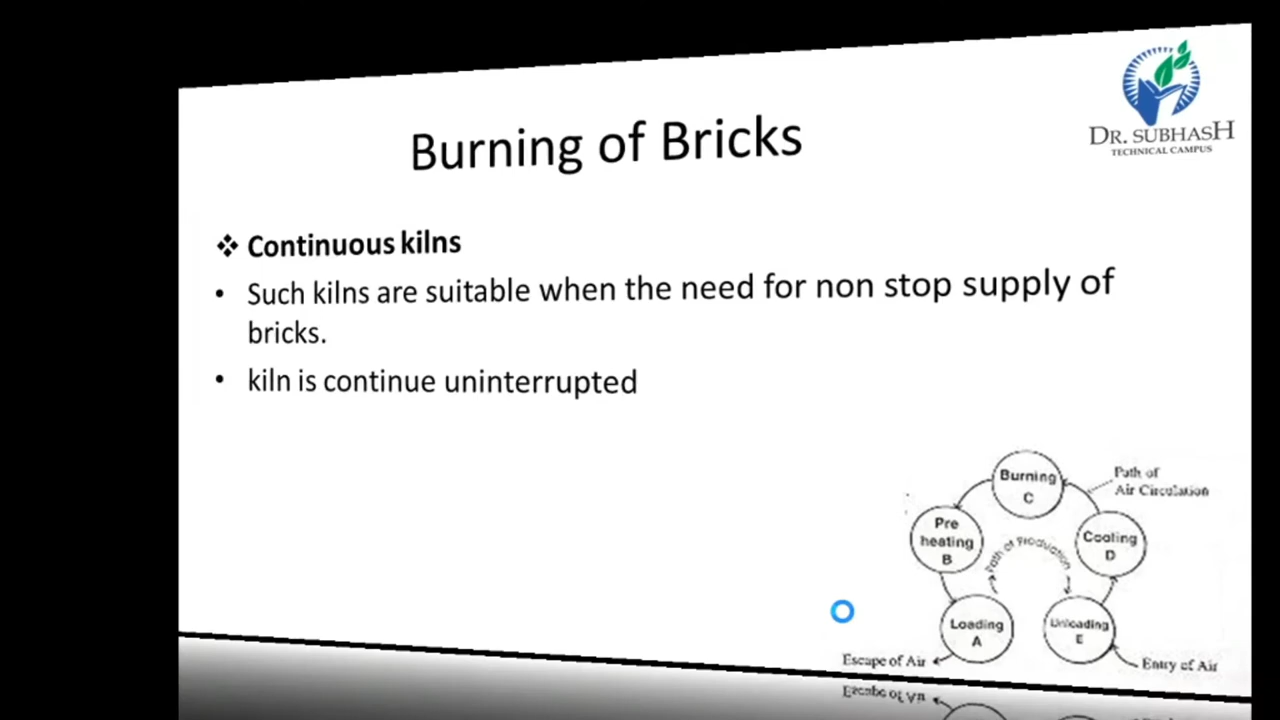 DR. SUBHASH
TECHNICAL CAMPUS
Burning of Bricks
Continuous kilns
Such kilns are suitable when the need for non stop supply of
bricks.
kiln is continue uninterrupted
Burning
C
Path of
Air Circulation
Pre
heating
B
Cooling
D
Path of Production
Loading
A
Unloading
E
Escape of Air
Entry of Air